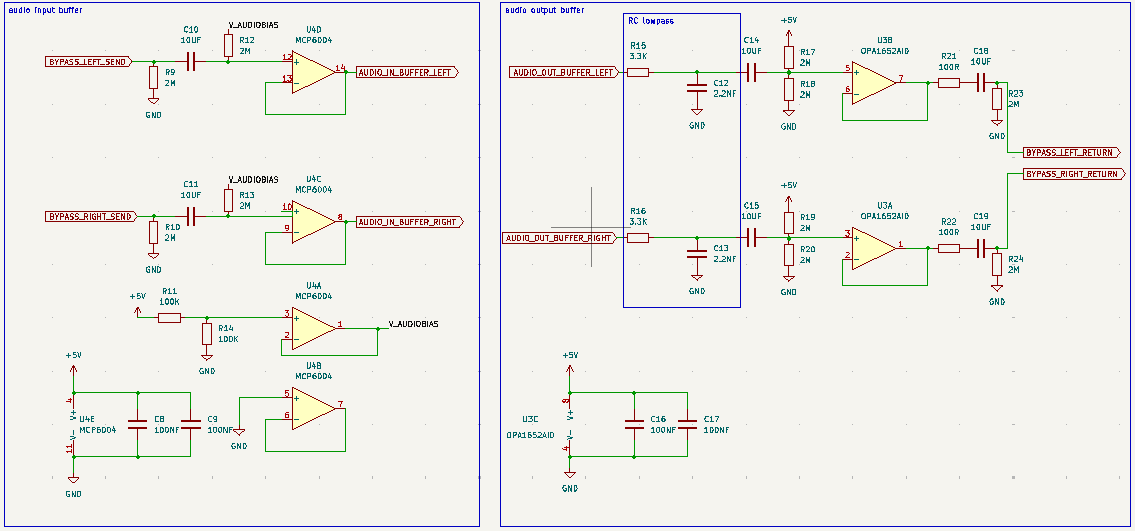 audio input buffer
V_AUDIOBIAS
C10
10UF
R12
2M
U4D
MCP6004
BYPASS_LEFT_SEND
R9
2M
GND
12
13
14
+
-
AUDIO_IN_BUFFER_LEFT
V_AUDIOBIAS
C11
10UF
R13
2M
U4C
MCP6004
BYPASS_RIGHT_SEND
R10
2M
GND
10
9
8
+
-
AUDIO_IN_BUFFER_RIGHT
+5V
R11
100K
R14
100K
GND
U4A
MCP6004
3
2
1
+
-
V_AUDIOBIAS
+5V
4
V+
U4E
MCP6004
V-
11
GND
C8
100NF
C9
100NF
GND
U4B
MCP6004
5
6
7
+
-
audio output buffer
RC lowpass
AUDIO_OUT_BUFFER_LEFT
R15
3.3K
C12
2.2NF
GND
C14
10UF
+5V
R17
2M
R18
2M
GND
U3B
OPA1652AID
5
6
7
+
-
R21
100R
C18
10UF
R23
2M
GND
BYPASS_LEFT_RETURN
BYPASS_RIGHT_RETURN
AUDIO_OUT_BUFFER_RIGHT
R16
3.3K
C13
2.2NF
GND
C15
10UF
+5V
R19
2M
R20
2M
GND
U3A
OPA1652AID
3
2
1
+
-
R22
100R
C19
10UF
R24
2M
GND
+5V
8
V+
U3C
OPA1652AID
V-
4
GND
C16
100NF
C17
100NF